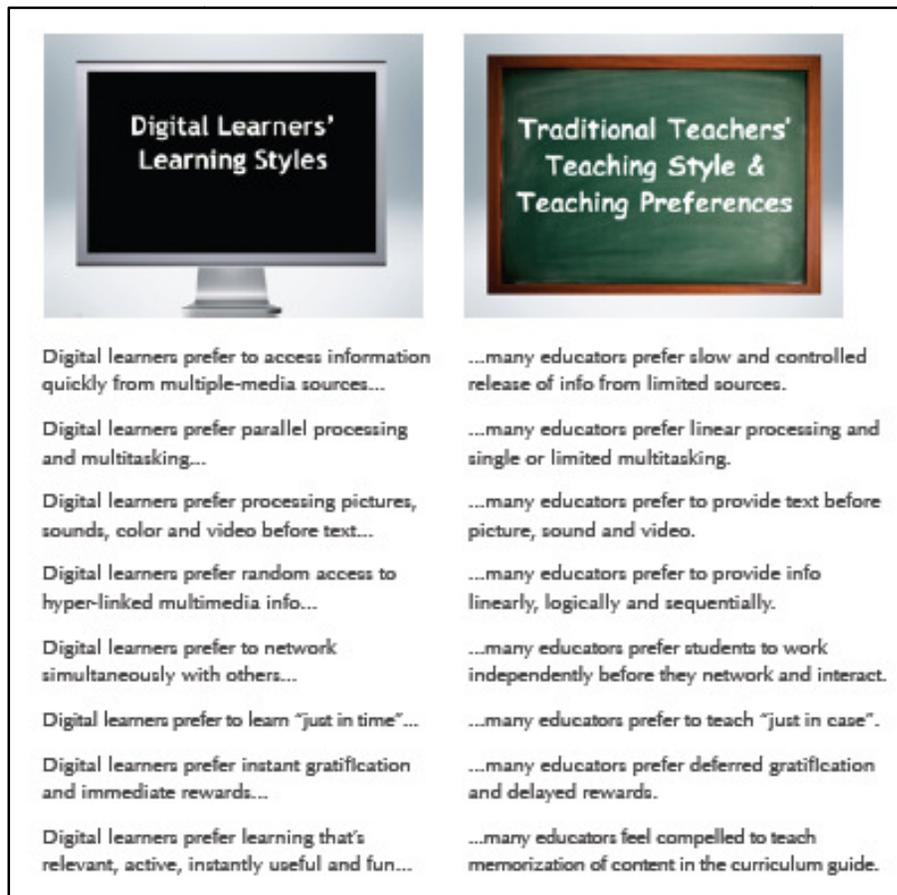 Digital Learners'
Learning Styles
Traditional Teachers'
Teaching Style &
Teaching Preferences
Digital learners prefer to access information
quickly from multiple-media sources...
...many educators prefer slow and controlled
release of info from limited sources.
Digital learners prefer parallel processing
and multitasking...
...many educators prefer linear processing and
single or limited multitasking.
Digital learners prefer processing pictures,
sounds, color and video before text...
...many educators prefer to provide text before
picture, sound and video.
Digital learners prefer random access to
hyper-linked multimedia info...
...many educators prefer to provide info
linearly, logically and sequentially.
Digital learners prefer to network
simultaneously with others...
...many educators prefer students to work
independently before they network and interact.
Digital learners prefer to learn “just in time”...
...many educators prefer to teach “just in case”.
Digital learners prefer instant gratification
and immediate rewards...
...many educators prefer deferred gratification
and delayed rewards.
Digital learners prefer learning that's
relevant, active, instantly useful and fun...
...many educators feel compelled to teach
memorization of content in the curriculum guide.